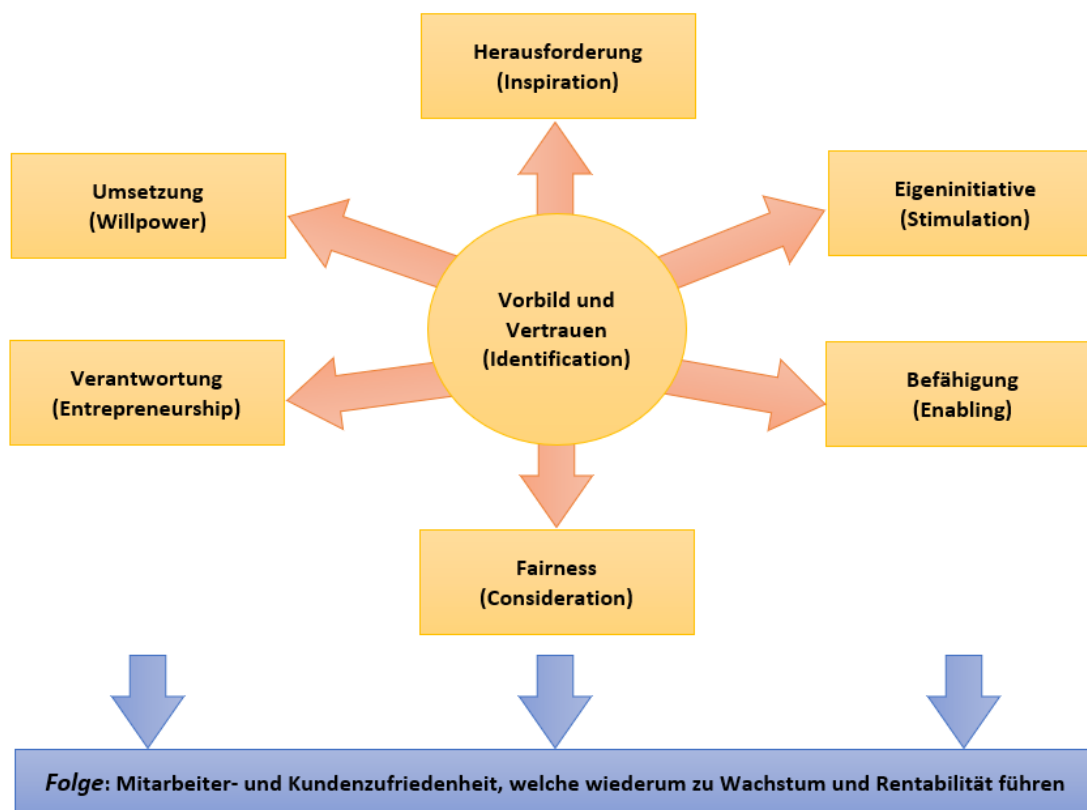 Herausforderung
(Inspiration)
Umsetzung
(Willpower)
Eigeninitiative
(Stimulation)
Vorbild und
Vertrauen
(Identification)
Verantwortung
(Entrepreneurship)
Befähigung
(Enabling)
Fairness
(Consideration)
Folge: Mitarbeiter- und Kundenzufriedenheit, welche wiederum zu Wachstum und Rentabilität führen